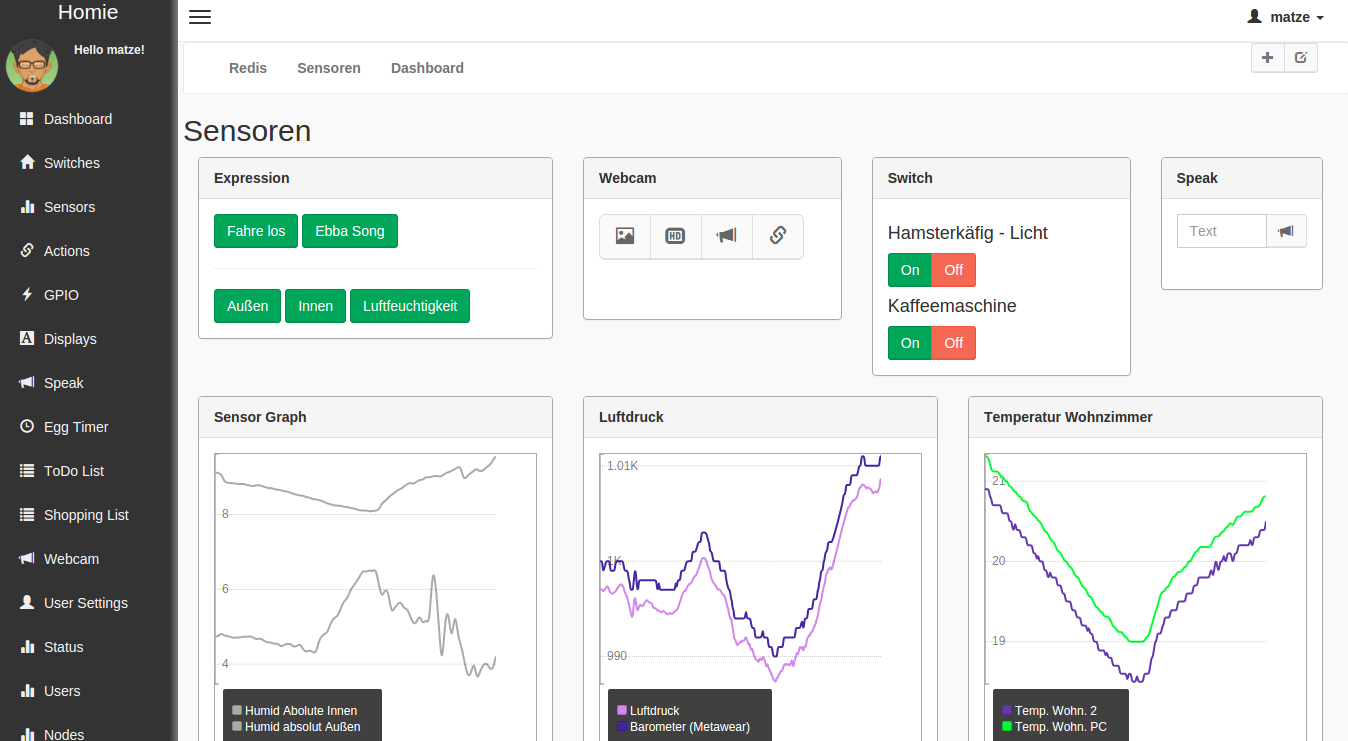 Homie
Hello matze!
Dashboard
Switches
Sensors
Actions
GPIO
Displays
Speak
Egg Timer
ToDo List
Shopping List
Webcam
User Settings
Status
Users
Nodes
matze
Redis Sensoren Dashboard
Sensoren
Expression
Fahre los Ebba Song
Außen Innen Luftfeuchtigkeit
Webcam
HD
Switch
Hamsterkäfig - Licht
On Off
Kaffeemaschine
On Off
Speak
Text
Sensor Graph
8
6
4
Humid Abolute Innen
Humid absolut Außen
Luftdruck
1.01K
1K
990
Luftdruck
Barometer (Metawear)
Temperatur Wohnzimmer
21
20
19
Temp. Wohn. 2
Temp. Wohn. PC